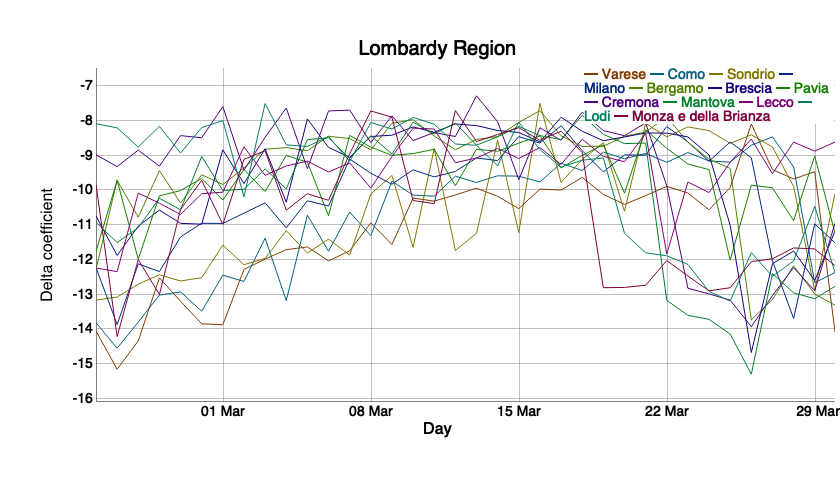 Lombardy Region
Varese Como Sondrio
Milano Bergamo Brescia Pavia
Cremona Mantova Lecco
Lodi Monza e della Brianza
-7
-8
-9
-10
-11
-12
-13
-14
-15
-16
Delta coefficient
01 Mar 08 Mar 15 Mar 22 Mar 29 Mar
Day